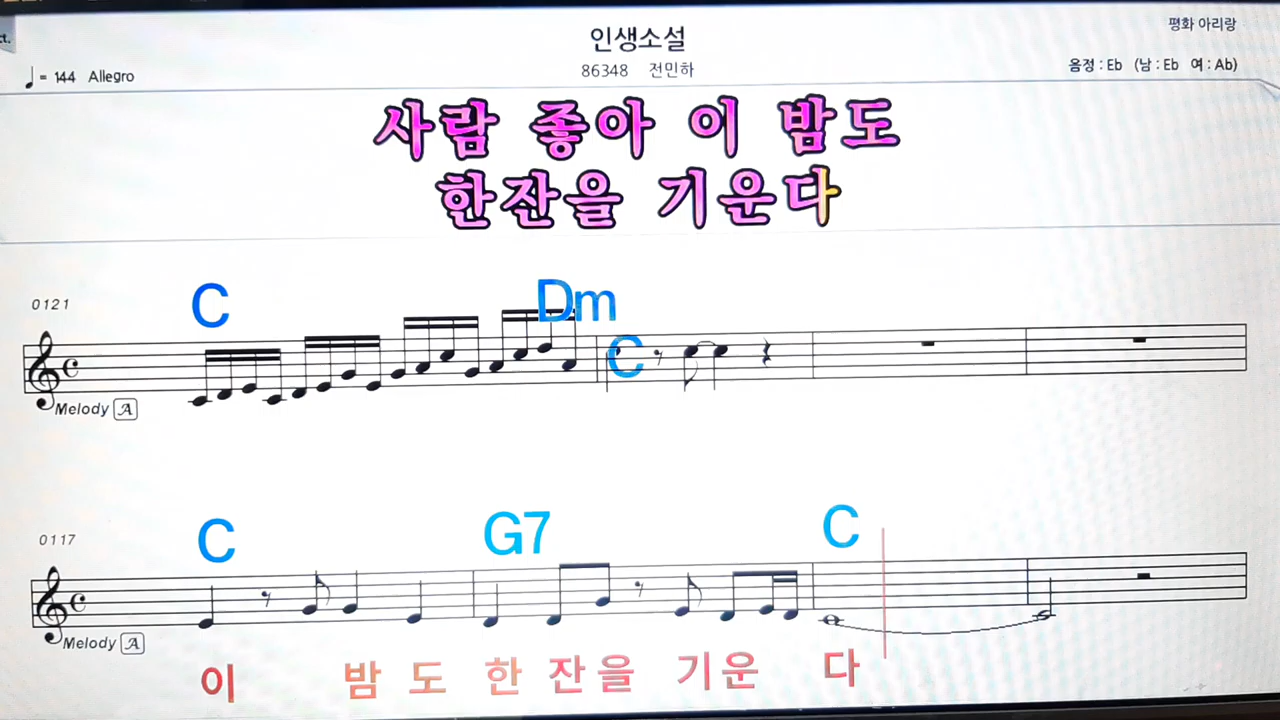 ct.
인생소설
평화 아리랑
♩= 144 Allegro
86348 전민하
음정 : Eb (남 : Eb 여 : Ab)
사람 좋아 이 밤도
한잔을 기운다
0121
C Dm
C
Melody A
0117
C G7 C
Melody A
이 밤 도 한 잔 을 기 운 다